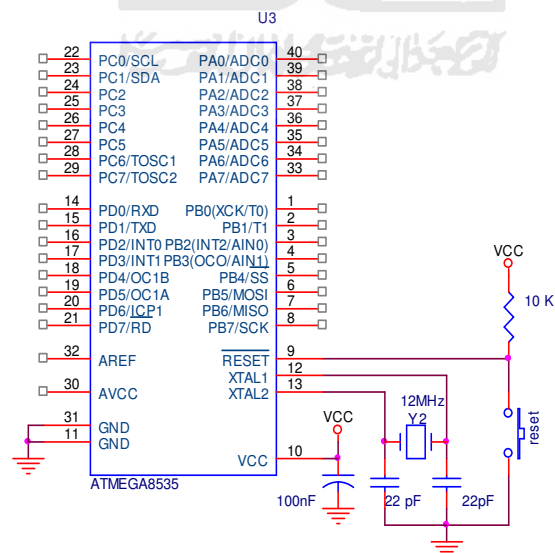 U3
22 PC0/SCL PA0/ADC0 40
23 PC1/SDA PA1/ADC1 39
24 PC2 PA2/ADC2 38
25 PC3 PA3/ADC3 37
26 PC4 PA4/ADC4 36
27 PC5 PA5/ADC5 35
28 PC6/TOSC1 PA6/ADC6 34
29 PC7/TOSC2 PA7/ADC7 33
14 PD0/RXD PB0(XCK/T0) 1
15 PD1/TXD PB1/T1 2
16 PD2/INT0 PB2(INT2/AIN0) 3
17 PD3/INT1 PB3(OCO/AIN1) 4
18 PD4/OC1B PB4/SS 5
19 PD5/OC1A PB5/MOSI 6
20 PD6/ICP1 PB6/MISO 7
21 PD7/RD PB7/SCK 8
VCC
10 K
32 AREF RESET 9
XTAL1 12
30 AVCC XTAL2 13
12MHz
Y2
reset
31 GND
11 GND
VCC
VCC 10
ATMEGA8535
100nF
22 pF
22pF